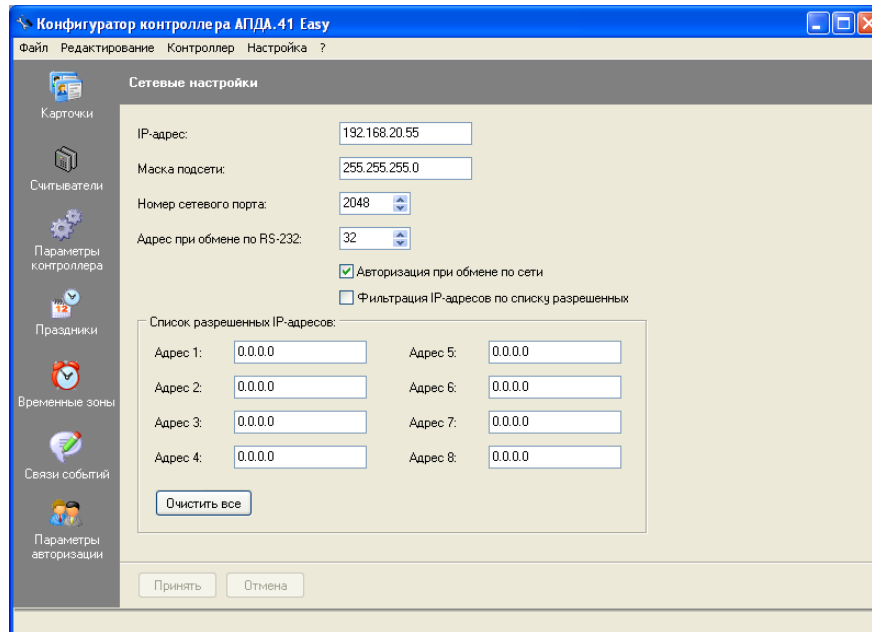 Конфигуратор контроллера АПДА.41 Easy
Файл Редактирование Контроллер Настройка ?
Карточки
Считыватели
Параметры
контроллера
Праздники
Временные зоны
Связи событий
Параметры
авторизации
Сетевые настройки
IP-адрес: 192.168.20.55
Маска подсети: 255.255.255.0
Номер сетевого порта: 2048
Адрес при обмене по RS-232: 32
Авторизация при обмене по сети
Фильтрация IP-адресов по списку разрешенных
Список разрешенных IP-адресов:
Адрес 1: 0.0.0.0 Адрес 5: 0.0.0.0
Адрес 2: 0.0.0.0 Адрес 6: 0.0.0.0
Адрес 3: 0.0.0.0 Адрес 7: 0.0.0.0
Адрес 4: 0.0.0.0 Адрес 8: 0.0.0.0
Очистить все
Принять Отмена